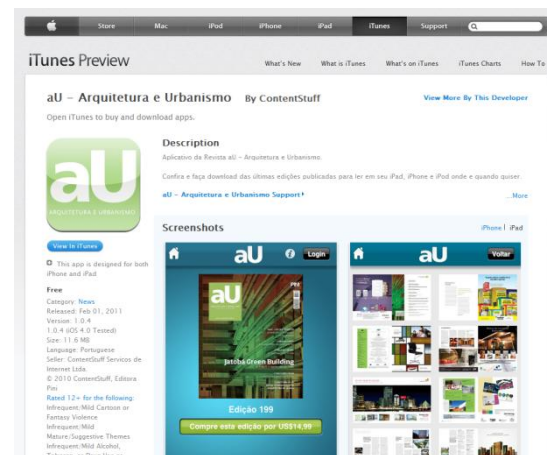 Store Mac iPod iPhone iPad iTunes Support
iTunes Preview
What's New What is iTunes What's on iTunes iTunes Charts How To
aU – Arquitetura e Urbanismo By ContentStuff
View More By This Developer
Open iTunes to buy and download apps.
aU
ARQUITETURA E URBANISMO
View In iTunes
This app is designed for both
iPhone and iPad
Free
Category: News
Released: Feb 01, 2011
Version: 1.0.4
1.0.4 (iOS 4.0 Tested)
Size: 11.6 MB
Language: Portuguese
Seller: ContentStuff Servicos de
Internet Ltda.
© 2010 ContentStuff, Editora
Pini
Rated 12+ for the following:
Infrequent/Mild Cartoon or
Fantasy Violence
Infrequent/Mild
Mature/Suggestive Themes
Infrequent/Mild Alcohol,
Description
Aplicativo da Revista aU – Arquitetura e Urbanismo.
Confira e faça download das últimas edições publicadas para ler em seu iPad, iPhone e iPod onde e quando quiser.
aU – Arquitetura e Urbanismo Support
...More
Screenshots
iPhone | iPad
aU
Login
aU
Jatobá Green Building
Edição 199
Compre esta edição por US$14,99
aU
Voltar